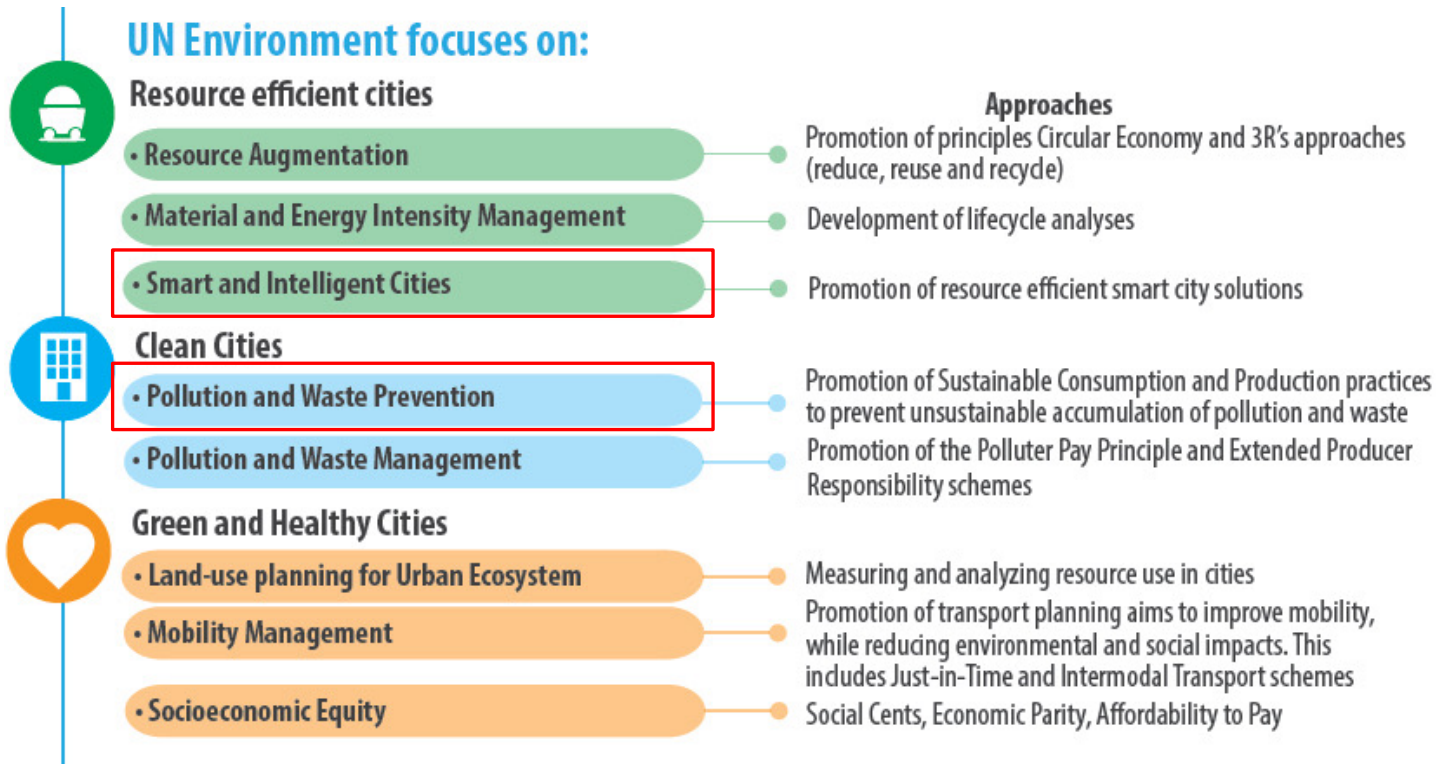 UN Environment focuses on:
Resource efficient cities
Approaches
• Resource Augmentation
Promotion of principles Circular Economy and 3R's approaches
(reduce, reuse and recycle)
• Material and Energy Intensity Management
Development of lifecycle analyses
• Smart and Intelligent Cities
Promotion of resource efficient smart city solutions
Clean Cities
• Pollution and Waste Prevention
Promotion of Sustainable Consumption and Production practices
to prevent unsustainable accumulation of pollution and waste
• Pollution and Waste Management
Promotion of the Polluter Pay Principle and Extended Producer
Responsibility schemes
Green and Healthy Cities
• Land-use planning for Urban Ecosystem
Measuring and analyzing resource use in cities
• Mobility Management
Promotion of transport planning aims to improve mobility,
while reducing environmental and social impacts. This
includes Just-in-Time and Intermodal Transport schemes
• Socioeconomic Equity
Social Cents, Economic Parity, Affordability to Pay